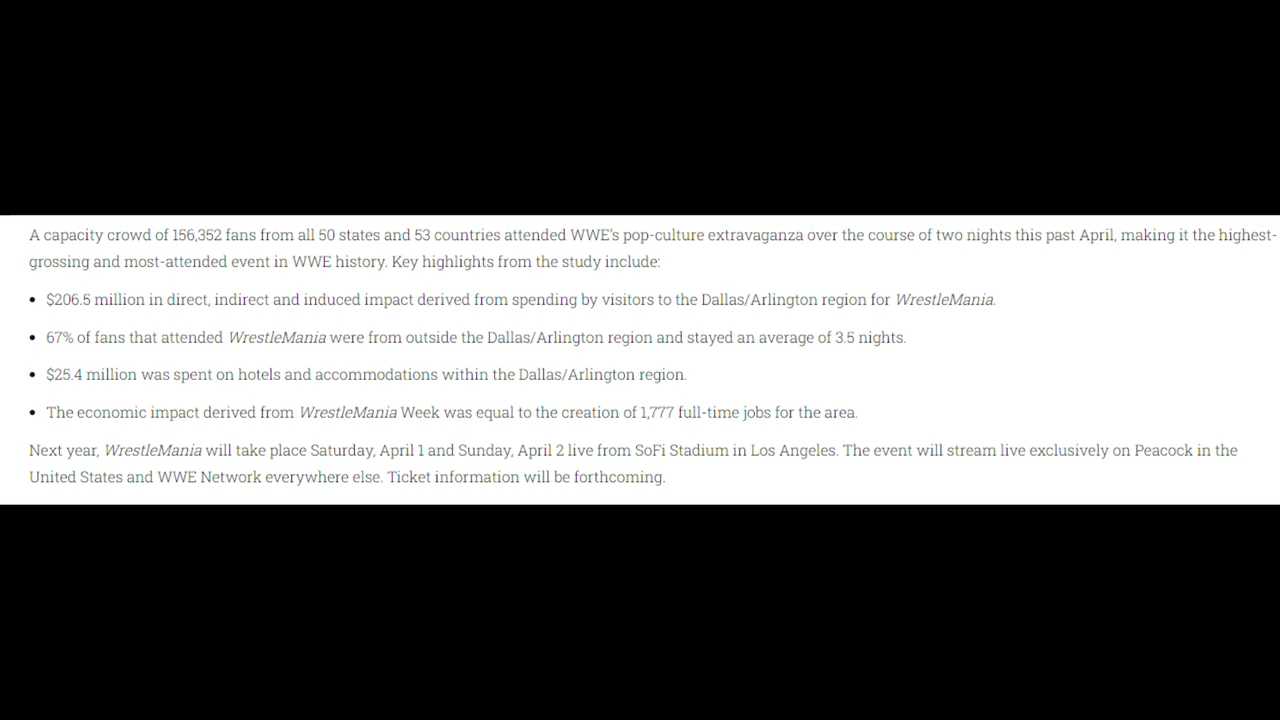 A capacity crowd of 156,352 fans from all 50 states and 53 countries attended WWE's pop-culture extravaganza over the course of two nights this past April, making it the highest-
grossing and most-attended event in WWE history. Key highlights from the study include:
• $206.5 million in direct, indirect and induced impact derived from spending by visitors to the Dallas/Arlington region for WrestleMania.
• 67% of fans that attended WrestleMania were from outside the Dallas/Arlington region and stayed an average of 3.5 nights.
• $25.4 million was spent on hotels and accommodations within the Dallas/Arlington region.
• The economic impact derived from WrestleMania Week was equal to the creation of 1,777 full-time jobs for the area.
Next year, WrestleMania will take place Saturday, April 1 and Sunday, April 2 live from SoFi Stadium in Los Angeles. The event will stream live exclusively on Peacock in the
United States and WWE Network everywhere else. Ticket information will be forthcoming.